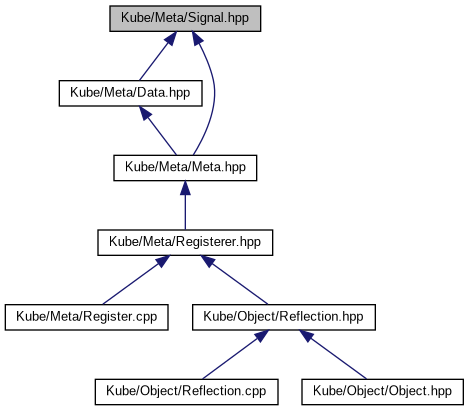 Kube/Meta/Signal.hpp
Kube/Meta/Data.hpp
Kube/Meta/Meta.hpp
Kube/Meta/Registerer.hpp
Kube/Meta/Register.cpp
Kube/Object/Reflection.hpp
Kube/Object/Reflection.cpp
Kube/Object/Object.hpp